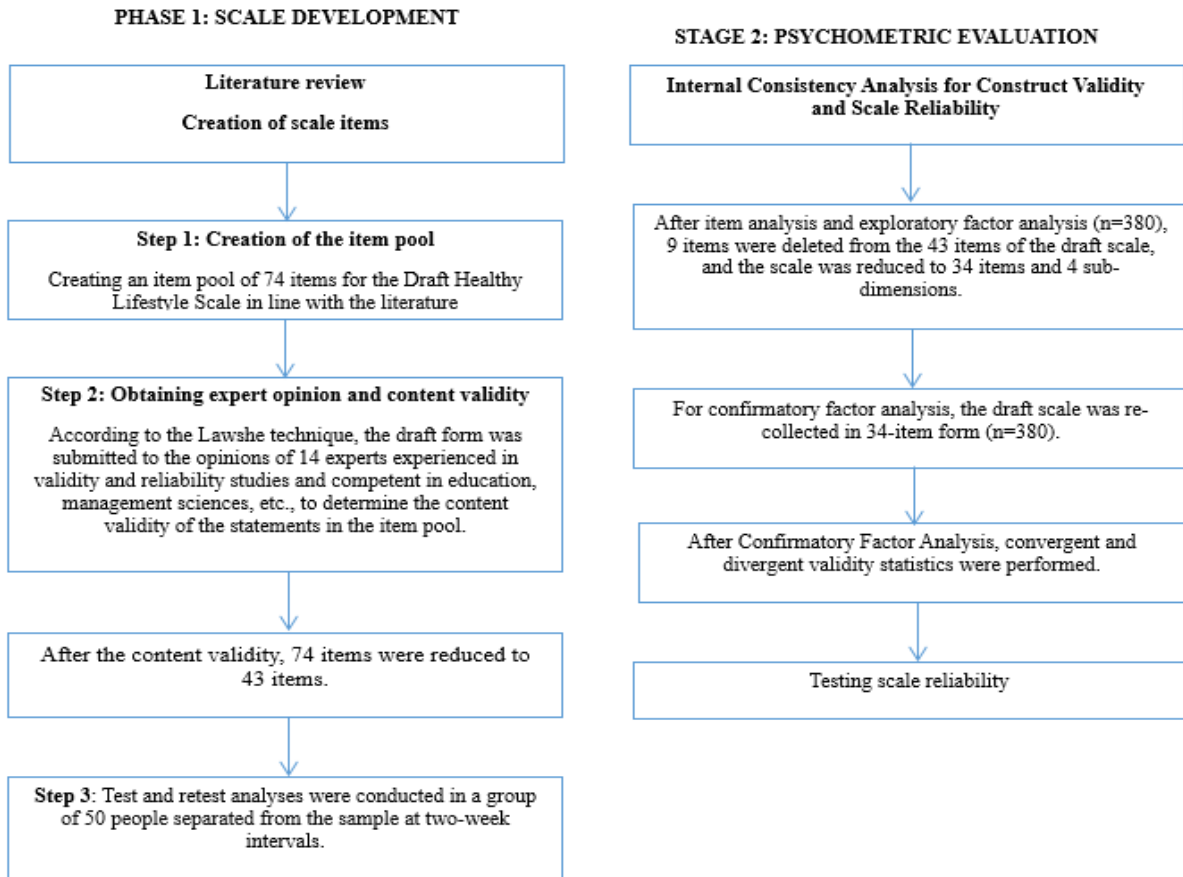 PHASE 1: SCALE DEVELOPMENT
Literature review
Creation of scale items
Step 1: Creation of the item pool
Creating an item pool of 74 items for the Draft Healthy
Lifestyle Scale in line with the literature
Step 2: Obtaining expert opinion and content validity
According to the Lawshe technique, the draft form was
submitted to the opinions of 14 experts experienced in
validity and reliability studies and competent in education,
management sciences, etc., to determine the content
validity of the statements in the item pool.
After the content validity, 74 items were reduced to
43 items.
Step 3: Test and retest analyses were conducted in a group
of 50 people separated from the sample at two-week
intervals.
STAGE 2: PSYCHOMETRIC EVALUATION
Internal Consistency Analysis for Construct Validity
and Scale Reliability
After item analysis and exploratory factor analysis (n=380),
9 items were deleted from the 43 items of the draft scale,
and the scale was reduced to 34 items and 4 sub-
dimensions.
For confirmatory factor analysis, the draft scale was re-
collected in 34-item form (n=380).
After Confirmatory Factor Analysis, convergent and
divergent validity statistics were performed.
Testing scale reliability